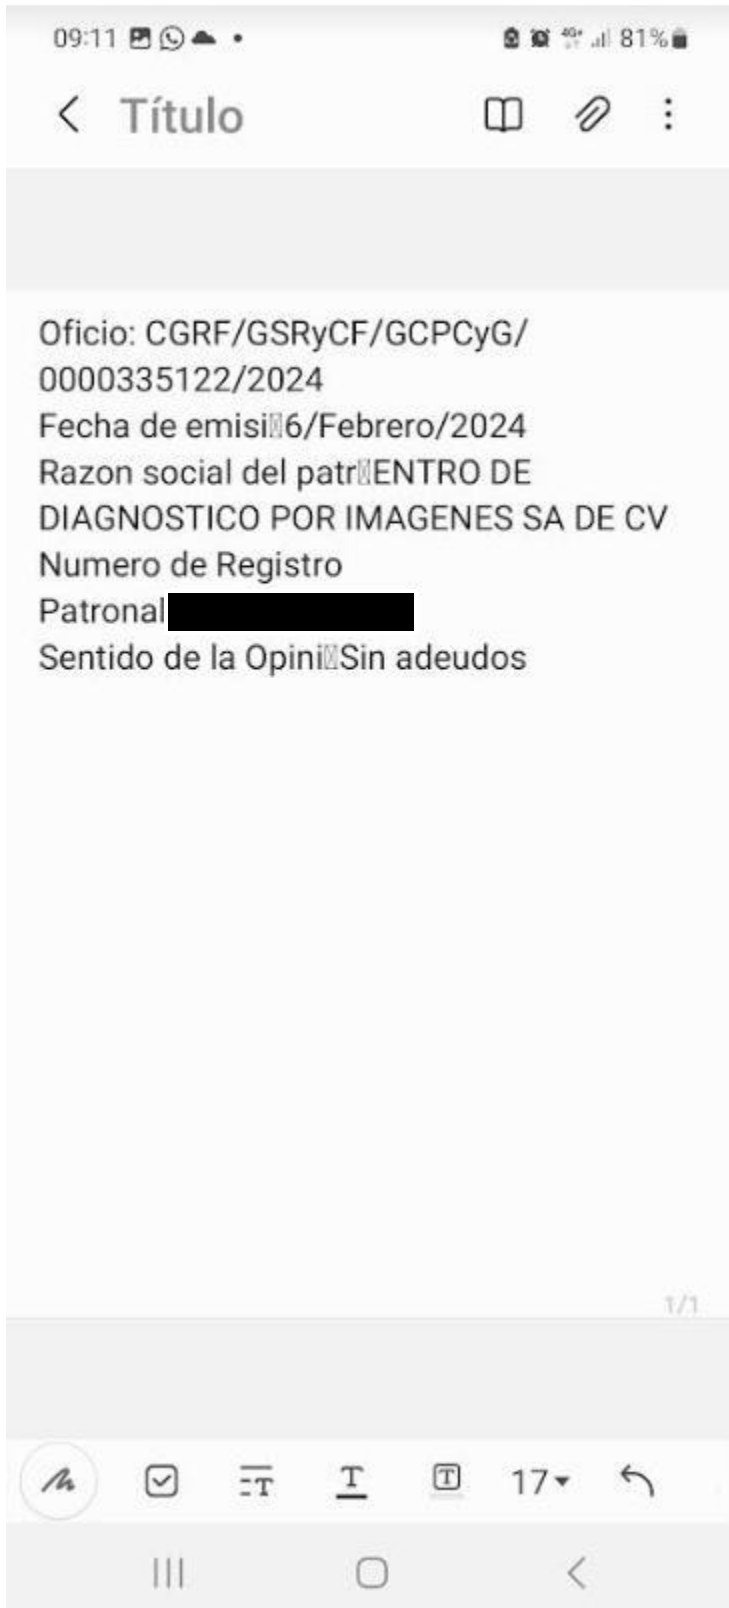 09:11 81%
Título
Oficio: CGRF/GSRyCF/GCPCyG/
0000335122/2024
Fecha de emisi6/Febrero/2024
Razon social del patrENTRO DE
DIAGNOSTICO POR IMAGENES SA DE CV
Numero de Registro
Patronal
Sentido de la OpiniSin adeudos
1/1
17